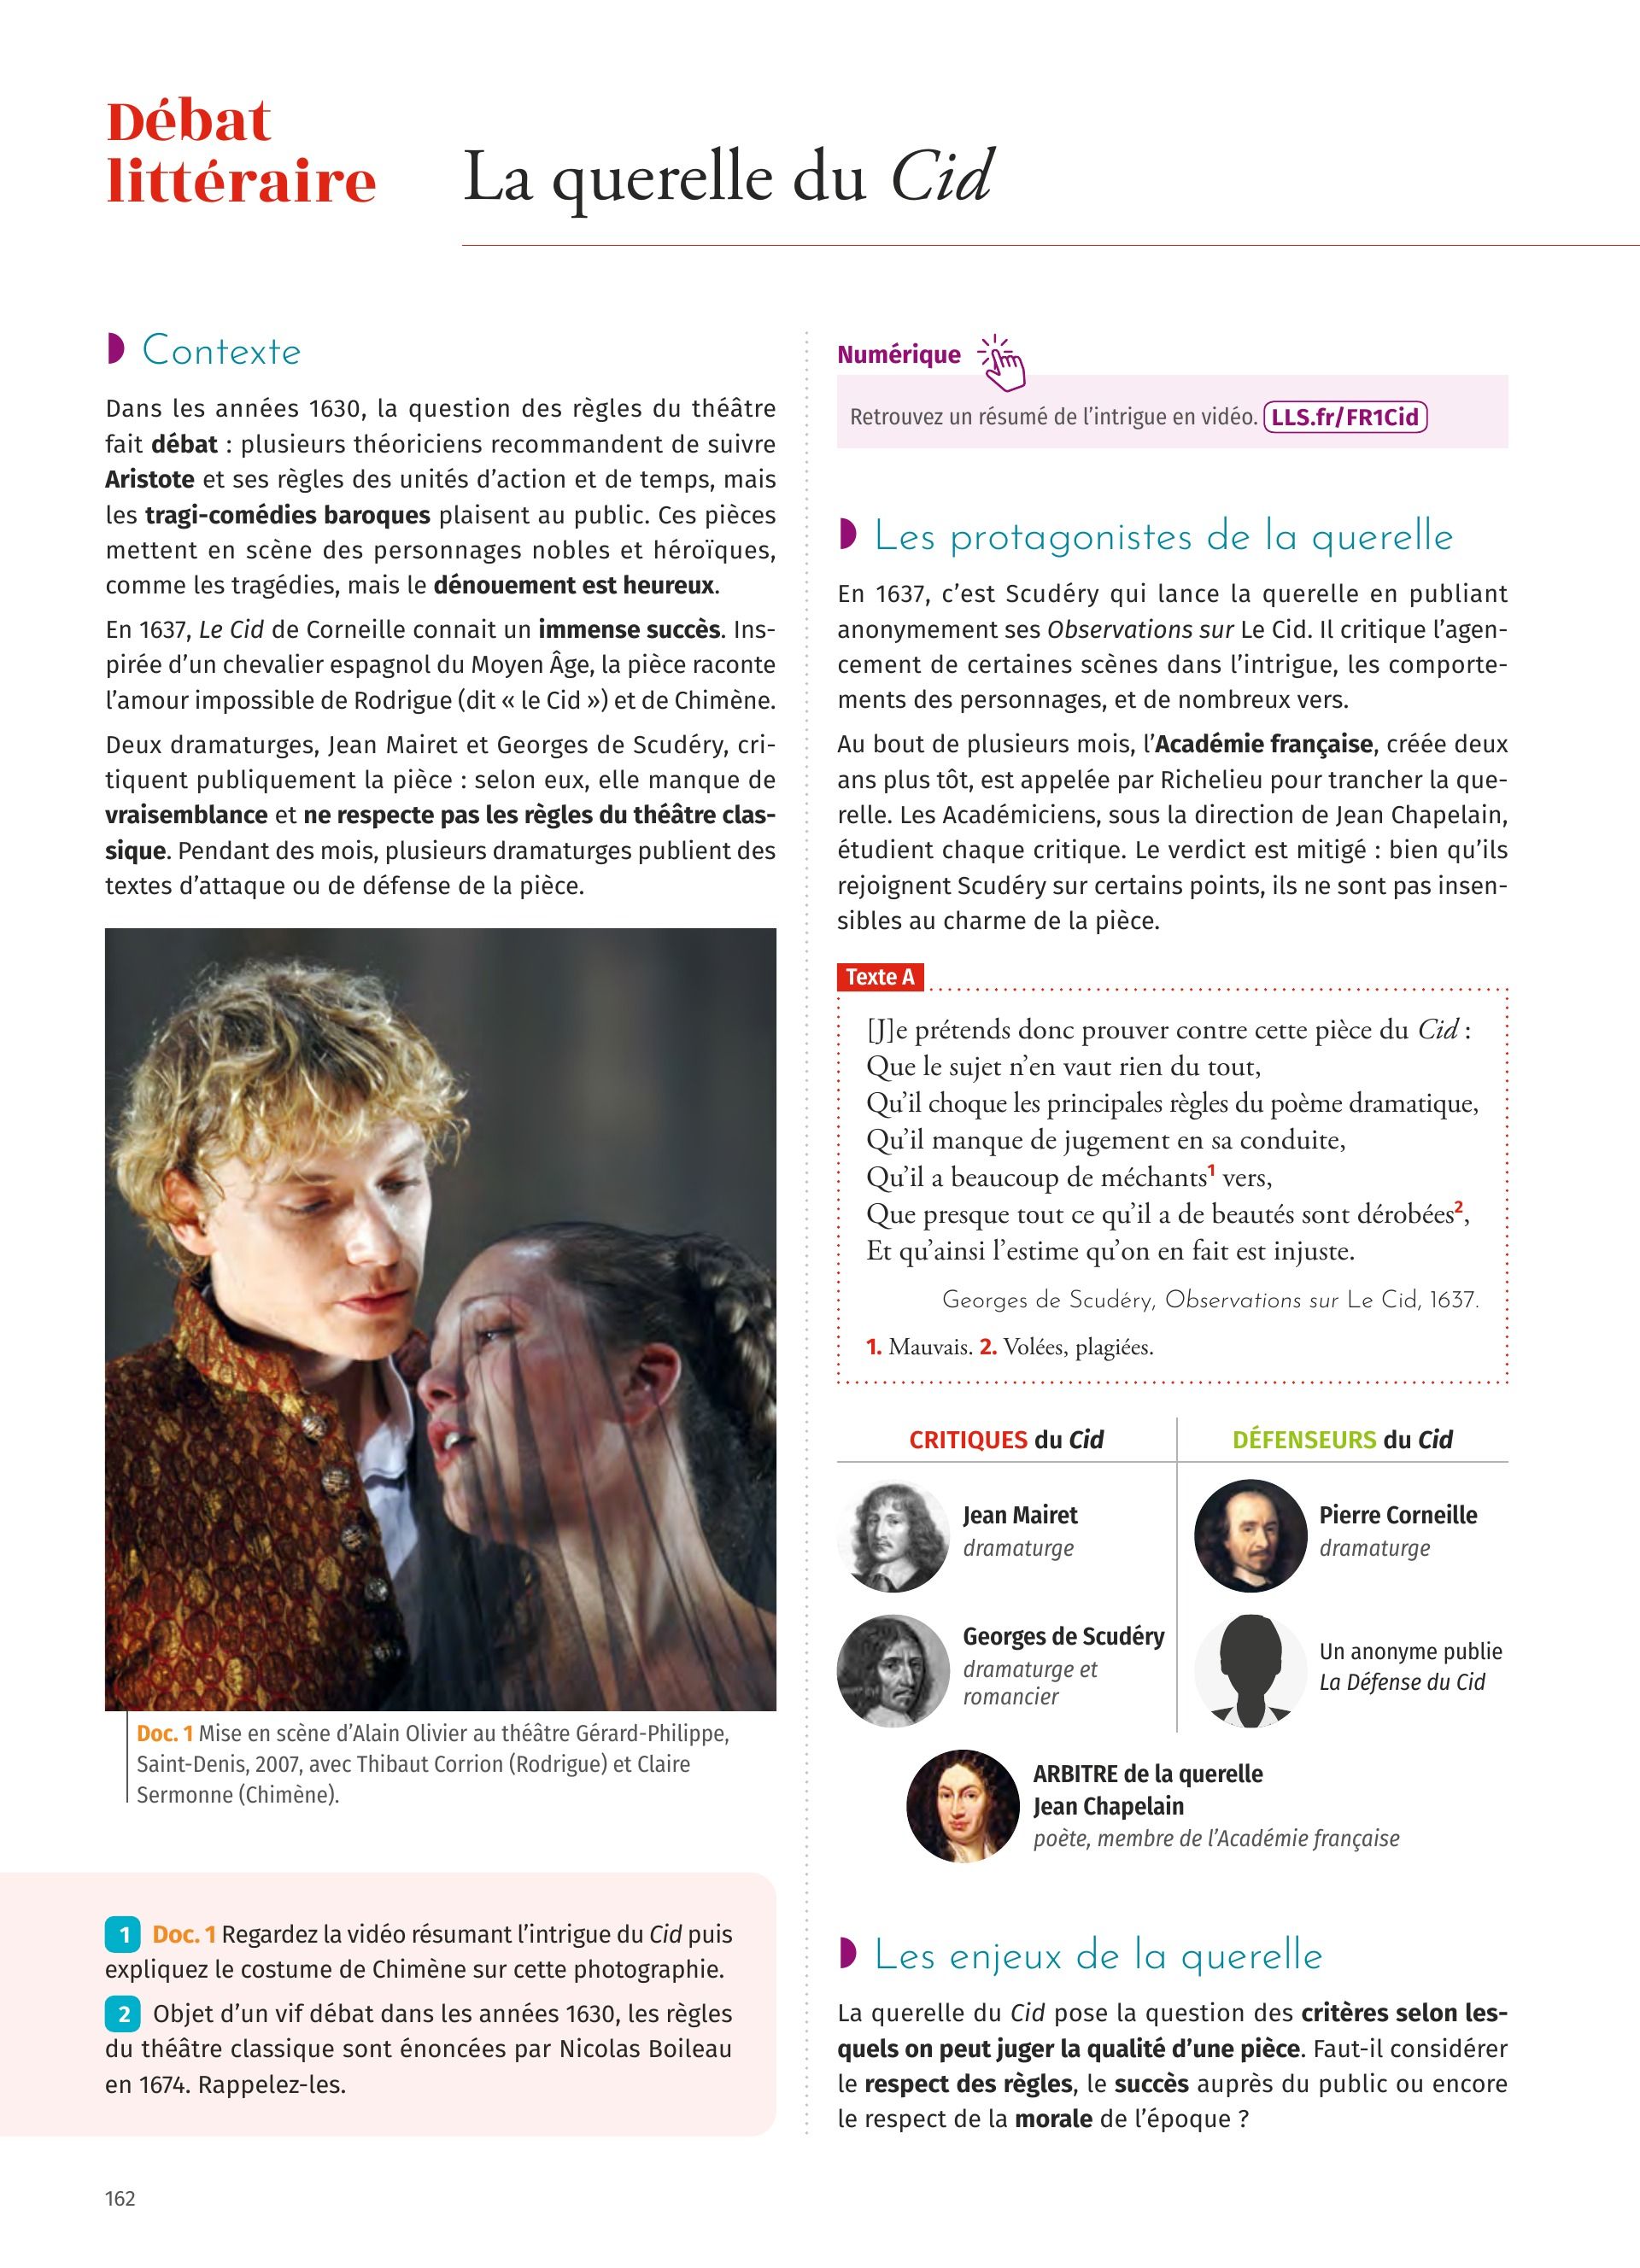 Débat
littéraire
La querelle du Cid
Contexte
Dans les années 1630, la question des règles du théâtre
fait débat : plusieurs théoriciens recommandent de suivre
Aristote et ses règles des unités d’action et de temps, mais
les tragi-comédies baroques plaisent au public. Ces pièces
mettent en scène des personnages nobles et héroïques,
comme les tragédies, mais le dénouement est heureux.
En 1637, Le Cid de Corneille connait un immense succès. Ins-
pirée d’un chevalier espagnol du Moyen Âge, la pièce raconte
l’amour impossible de Rodrigue (dit « le Cid ») et de Chimène.
Deux dramaturges, Jean Mairet et Georges de Scudéry, cri-
tiquent publiquement la pièce : selon eux, elle manque de
vraisemblance et ne respecte pas les règles du théâtre clas-
sique. Pendant des mois, plusieurs dramaturges publient des
textes d’attaque ou de défense de la pièce.
Doc. 1 Mise en scène d’Alain Olivier au théâtre Gérard-Philippe,
Saint-Denis, 2007, avec Thibaut Corrion (Rodrigue) et Claire
Sermonne (Chimène).
1 Doc. 1 Regardez la vidéo résumant l’intrigue du Cid puis
expliquez le costume de Chimène sur cette photographie.
2 Objet d’un vif débat dans les années 1630, les règles
du théâtre classique sont énoncées par Nicolas Boileau
en 1674. Rappelez-les.
Numérique
Retrouvez un résumé de l’intrigue en vidéo. LLS.fr/FR1Cid
Les protagonistes de la querelle
En 1637, c’est Scudéry qui lance la querelle en publiant
anonymement ses Observations sur Le Cid. Il critique l’agen-
cement de certaines scènes dans l’intrigue, les comporte-
ments des personnages, et de nombreux vers.
Au bout de plusieurs mois, l’Académie française, créée deux
ans plus tôt, est appelée par Richelieu pour trancher la que-
relle. Les Académiciens, sous la direction de Jean Chapelain,
étudient chaque critique. Le verdict est mitigé : bien qu’ils
rejoignent Scudéry sur certains points, ils ne sont pas insen-
sibles au charme de la pièce.
Texte A
[J]e prétends donc prouver contre cette pièce du Cid :
Que le sujet n’en vaut rien du tout,
Qu’il choque les principales règles du poème dramatique,
Qu’il manque de jugement en sa conduite,
Qu’il a beaucoup de méchants1 vers,
Que presque tout ce qu’il a de beautés sont dérobées2,
Et qu’ainsi l’estime qu’on en fait est injuste.
Georges de Scudéry, Observations sur Le Cid, 1637.
1. Mauvais. 2. Volées, plagiées.
CRITIQUES du Cid
Jean Mairet
dramaturge
Georges de Scudéry
dramaturge et
romancier
DÉFENSEURS du Cid
Pierre Corneille
dramaturge
Un anonyme publie
La Défense du Cid
ARBITRE de la querelle
Jean Chapelain
poète, membre de l’Académie française
Les enjeux de la querelle
La querelle du Cid pose la question des critères selon les-
quels on peut juger la qualité d’une pièce. Faut-il considérer
le respect des règles, le succès auprès du public ou encore
le respect de la morale de l’époque ?
162